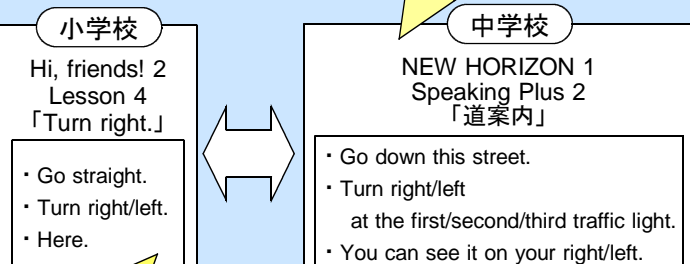 小学校
Hi, friends! 2
Lesson 4
「Turn right.」
・Go straight.
・Turn right/left.
・Here.
中学校
NEW HORIZON 1
Speaking Plus 2
「道案内」
・Go down this street.
・Turn right/left
at the first/second/third traffic light.
・You can see it on your right/left.